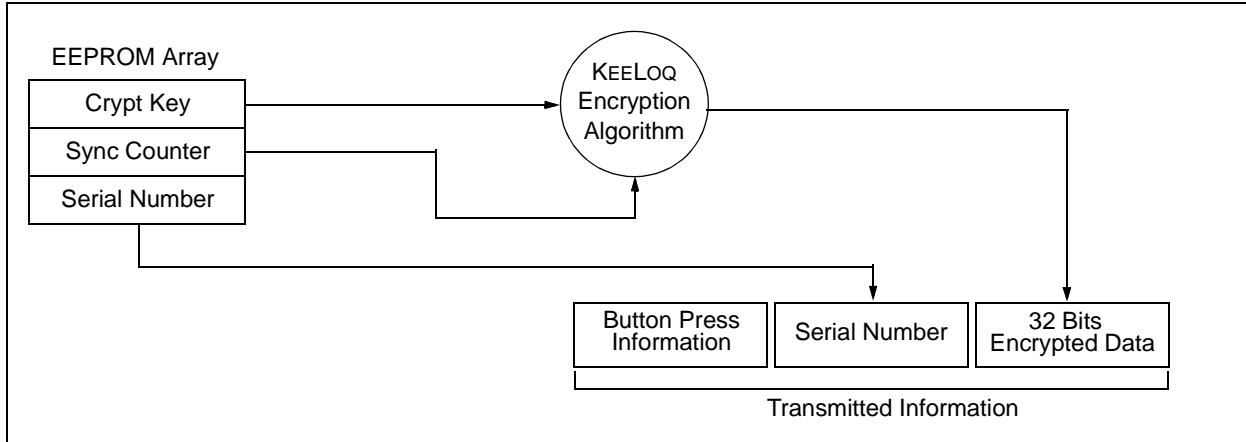 EEPROM Array
Crypt Key
Sync Counter
Serial Number
KEELOQ
Encryption
Algorithm
Button Press
Information
Serial Number
32 Bits
Encrypted Data
Transmitted Information